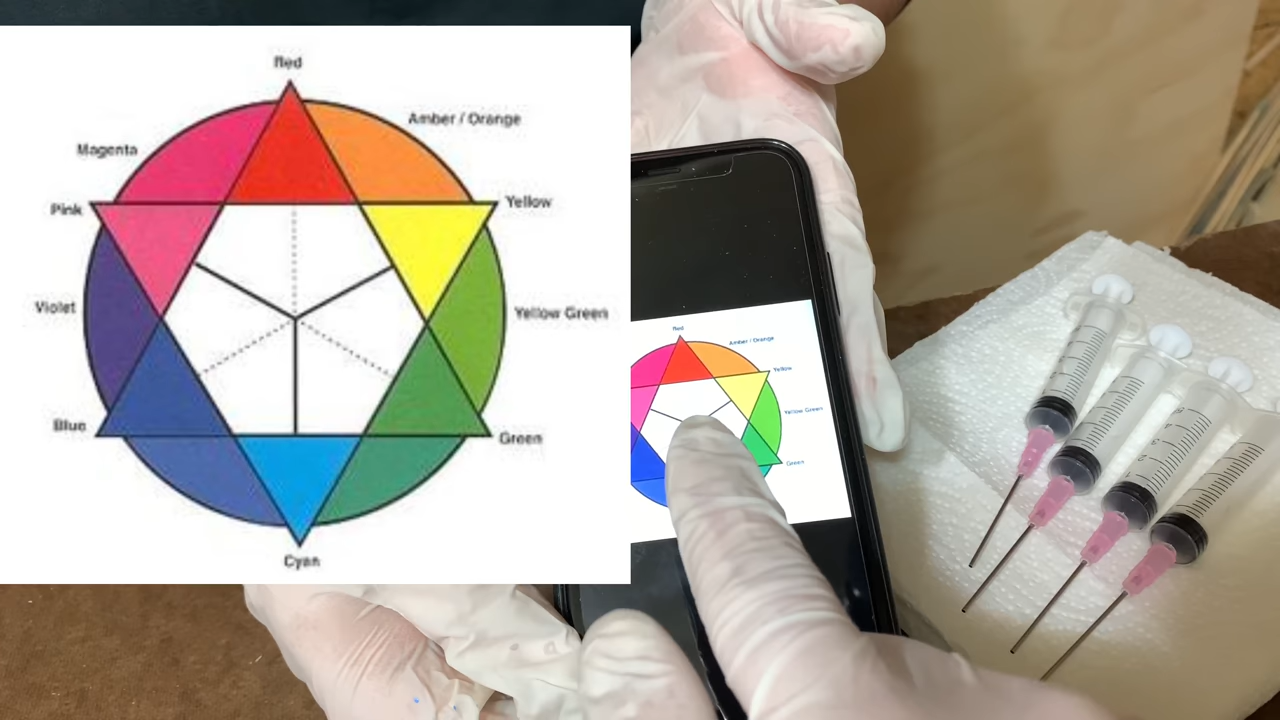 Red
Amber / Orange
Magenta
Pink
Yellow
Violet
Yellow Green
Blue
Green
Cyan
Red
Amber / Orange
Yellow
Yellow Green
Green